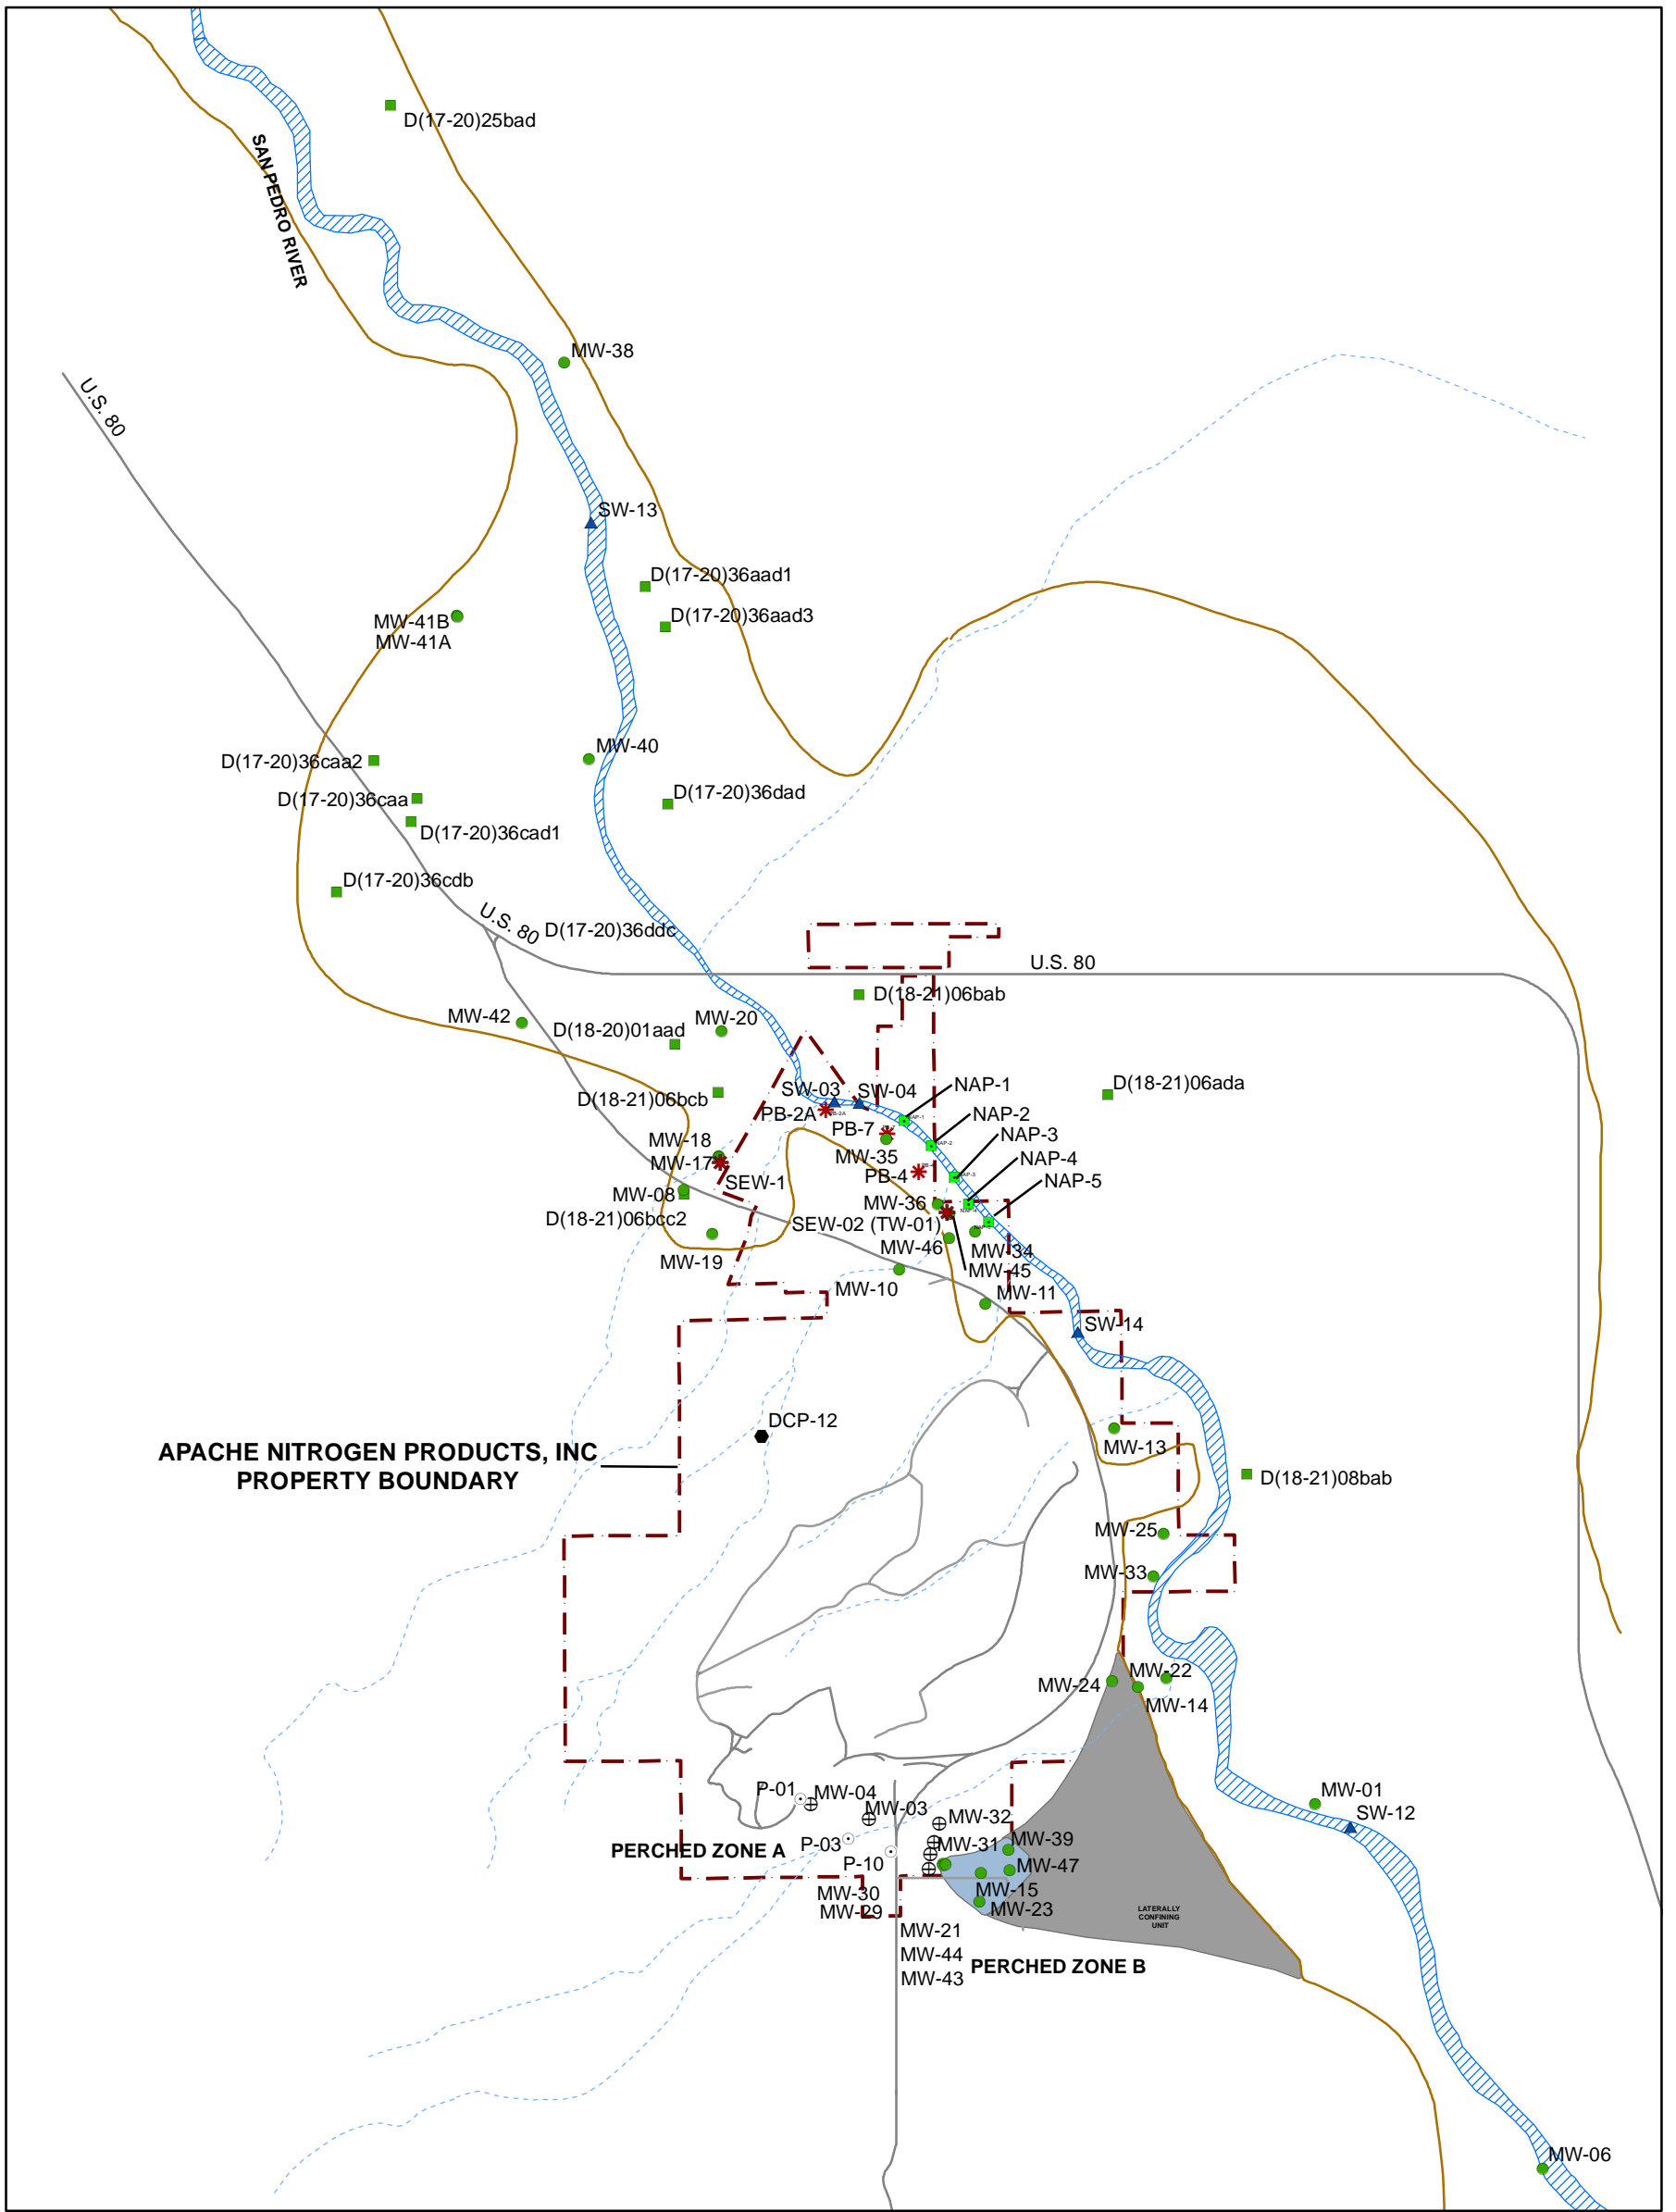 D(17-20)25bad
SAN PEDRO RIVER
MW-38
U.S. 80
SW-13
D(17-20)36aad1
D(17-20)36aad3
MW-41B
MW-41A
MW-40
D(17-20)36caa2
D(17-20)36caa
D(17-20)36dad
D(17-20)36cad1
D(17-20)36cdb
U.S. 80
D(17-20)36ddc
U.S. 80
D(18-21)06bab
MW-42
MW-20
D(18-20)01aad
D(18-21)06ada
NAP-1
SW-03
SW-04
D(18-21)06bcb
PB-2A
PB-2A
NAP-1
NAP-2
PB-7
NAP-2
NAP-3
MW-18
MW-35
NAP-4
MW-17
PB-4
NAP-3
SEW-1
NAP-5
MW-08
MW-36
D(18-21)06bcc2
SEW-02 (TW-01)
MW-46
MW-34
MW-19
MW-45
MW-10
MW-11
SW-14
DCP-12
MW-13
APACHE NITROGEN PRODUCTS, INC
PROPERTY BOUNDARY
D(18-21)08bab
MW-25
MW-33
MW-22
MW-24
MW-14
P-01
MW-04
MW-01
MW-03
MW-32
SW-12
P-03
MW-31
MW-39
PERCHED ZONE A
P-10
MW-47
MW-30
MW-15
MW-29
MW-23
LATERALLY
CONFINING
UNIT
MW-21
MW-44
MW-43
PERCHED ZONE B
MW-06